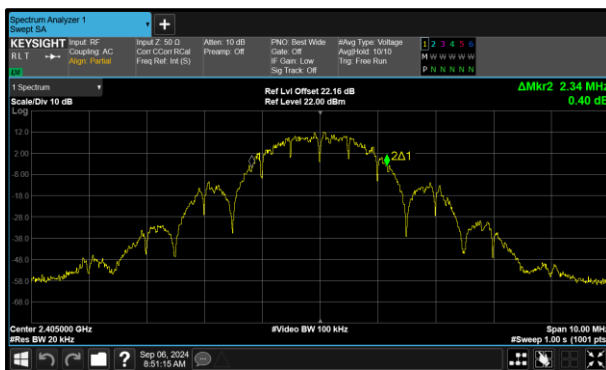 Spectrum Analyzer 1
Swept SA
KEYSIGHT
RLT
Input: RF
Coupling: AC
Align: Partial
Input Z: 50 Ω
Corr CCorr RCal
Freq Ref: Int (S)
Atten: 10 dB
Preamp: Off
PNO: Best Wide
Gate: Off
IF Gain: Low
Sig Track: Off
#Avg Type: Voltage
Avg|Hold: 10/10
Trig: Free Run
1 2 3 4 5 6
M W W W W W
P N N N N N
1 Spectrum
Scale/Div 10 dB
Ref Lvl Offset 22.16 dB
Ref Level 22.00 dBm
ΔMkr2 2.34 MHz
0.40 dB
Log
12.0
2.00
-8.00
-18.0
-28.0
-38.0
-48.0
-58.0
-68.0
2Δ1
Center 2.405000 GHz
#Res BW 20 kHz
#Video BW 100 kHz
Span 10.00 MHz
#Sweep 1.00 s (1001 pts)
?
Sep 06, 2024
8:51:15 AM